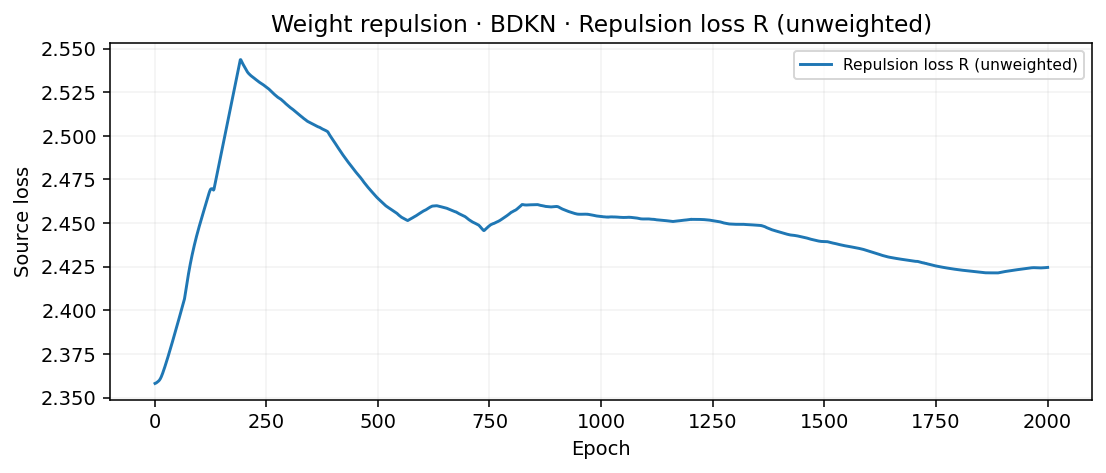 Weight repulsion · BDKN · Repulsion loss R (unweighted)
Repulsion loss R (unweighted)
Source loss
2.550
2.525
2.500
2.475
2.450
2.425
2.400
2.375
2.350
0 250 500 750 1000 1250 1500 1750 2000
Epoch